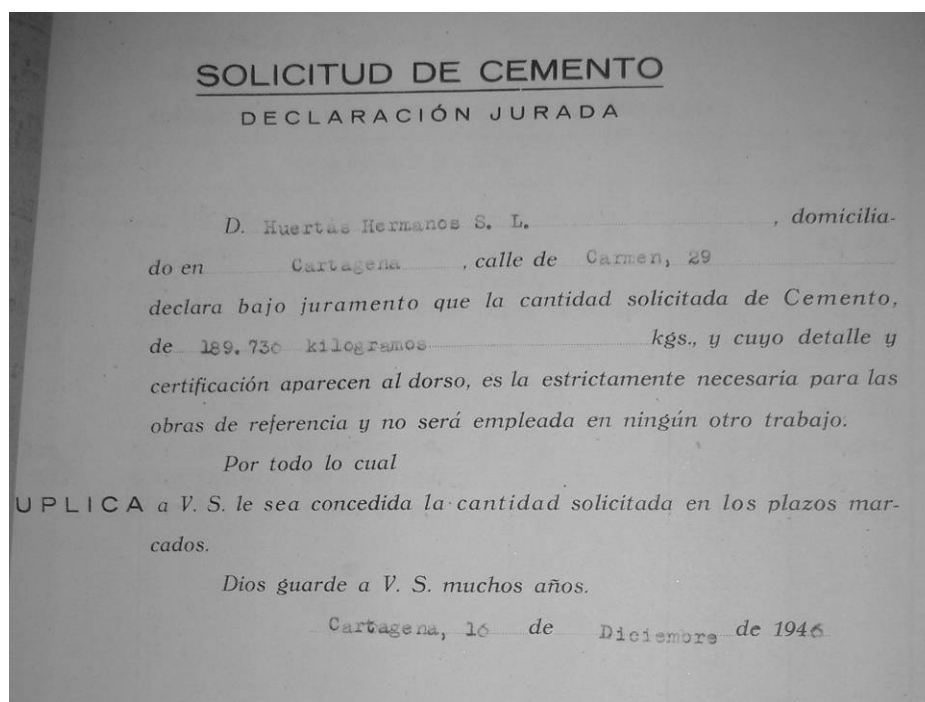 SOLICITUD DE CEMENTO
DECLARACIÓN JURADA
D. Huertas Hermanos S. L. , domicilia-
do en Cartagena , calle de Carmen, 29
declara bajo juramento que la cantidad solicitada de Cemento,
de 189.730 kilogramos kgs., y cuyo detalle y
certificación aparecen al dorso, es la estrictamente necesaria para las
obras de referencia y no será empleada en ningún otro trabajo.
Por todo lo cual
UPLICA a V. S. le sea concedida la cantidad solicitada en los plazos mar-
cados.
Dios guarde a V. S. muchos años.
Cartagena, 16 de Diciembre de 1946